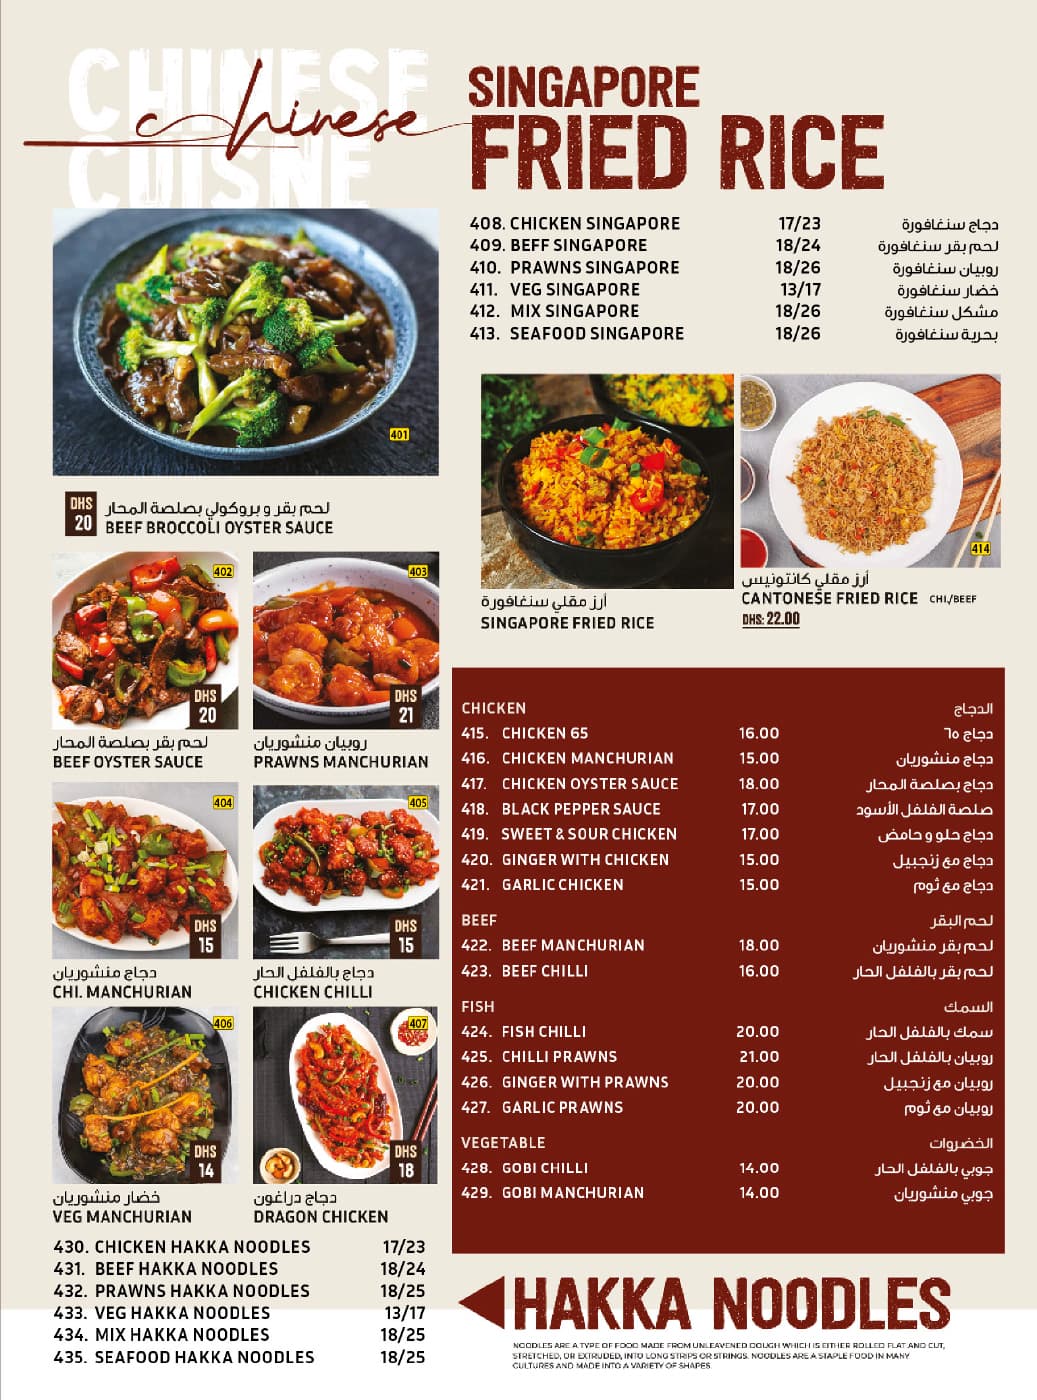 CHINESE
CUISNE
chinese
401
DHS
20
لحم بقر و بروكولي بصلصة المحار
BEEF BROCCOLI OYSTER SAUCE
402
DHS
20
لحم بقر بصلصة المحار
BEEF OYSTER SAUCE
403
DHS
21
روبيان منشوريان
PRAWNS MANCHURIAN
404
DHS
15
دجاج منشوريان
CHI. MANCHURIAN
405
DHS
15
دجاج بالفلفل الحار
CHICKEN CHILLI
406
DHS
14
خضار منشوريان
VEG MANCHURIAN
407
DHS
18
دجاج دراغون
DRAGON CHICKEN
430. CHICKEN HAKKA NOODLES 17/23
431. BEEF HAKKA NOODLES 18/24
432. PRAWNS HAKKA NOODLES 18/25
433. VEG HAKKA NOODLES 13/17
434. MIX HAKKA NOODLES 18/25
435. SEAFOOD HAKKA NOODLES 18/25
SINGAPORE
FRIED RICE
408. CHICKEN SINGAPORE 17/23 دجاج سنغافورة
409. BEFF SINGAPORE 18/24 لحم بقر سنغافورة
410. PRAWNS SINGAPORE 18/26 روبيان سنغافورة
411. VEG SINGAPORE 13/17 خضار سنغافورة
412. MIX SINGAPORE 18/26 مشكل سنغافورة
413. SEAFOOD SINGAPORE 18/26 بحرية سنغافورة
أرز مقلي سنغافورة
SINGAPORE FRIED RICE
414
أرز مقلي كانتونيس
CANTONESE FRIED RICE CHI./BEEF
DHS: 22.00
CHICKEN الدجاج
415. CHICKEN 65 16.00 دجاج ٦٥
416. CHICKEN MANCHURIAN 15.00 دجاج منشوريان
417. CHICKEN OYSTER SAUCE 18.00 دجاج بصلصة المحار
418. BLACK PEPPER SAUCE 17.00 صلصة الفلفل الأسود
419. SWEET & SOUR CHICKEN 17.00 دجاج حلو و حامض
420. GINGER WITH CHICKEN 15.00 دجاج مع زنجبيل
421. GARLIC CHICKEN 15.00 دجاج مع ثوم
BEEF لحم البقر
422. BEEF MANCHURIAN 18.00 لحم بقر منشوريان
423. BEEF CHILLI 16.00 لحم بقر بالفلفل الحار
FISH السمك
424. FISH CHILLI 20.00 سمك بالفلفل الحار
425. CHILLI PRAWNS 21.00 روبيان بالفلفل الحار
426. GINGER WITH PRAWNS 20.00 روبيان مع زنجبيل
427. GARLIC PRAWNS 20.00 روبيان مع ثوم
VEGETABLE الخضروات
428. GOBI CHILLI 14.00 جوبي بالفلفل الحار
429. GOBI MANCHURIAN 14.00 جوبي منشوريان
HAKKA NOODLES
NOODLES ARE A TYPE OF FOOD MADE FROM UNLEAVENED DOUGH WHICH IS EITHER ROLLED FLAT AND CUT,
STRETCHED, OR EXTRUDED, INTO LONG STRIPS OR STRINGS. NOODLES ARE A STAPLE FOOD IN MANY
CULTURES AND MADE INTO A VARIETY OF SHAPES.